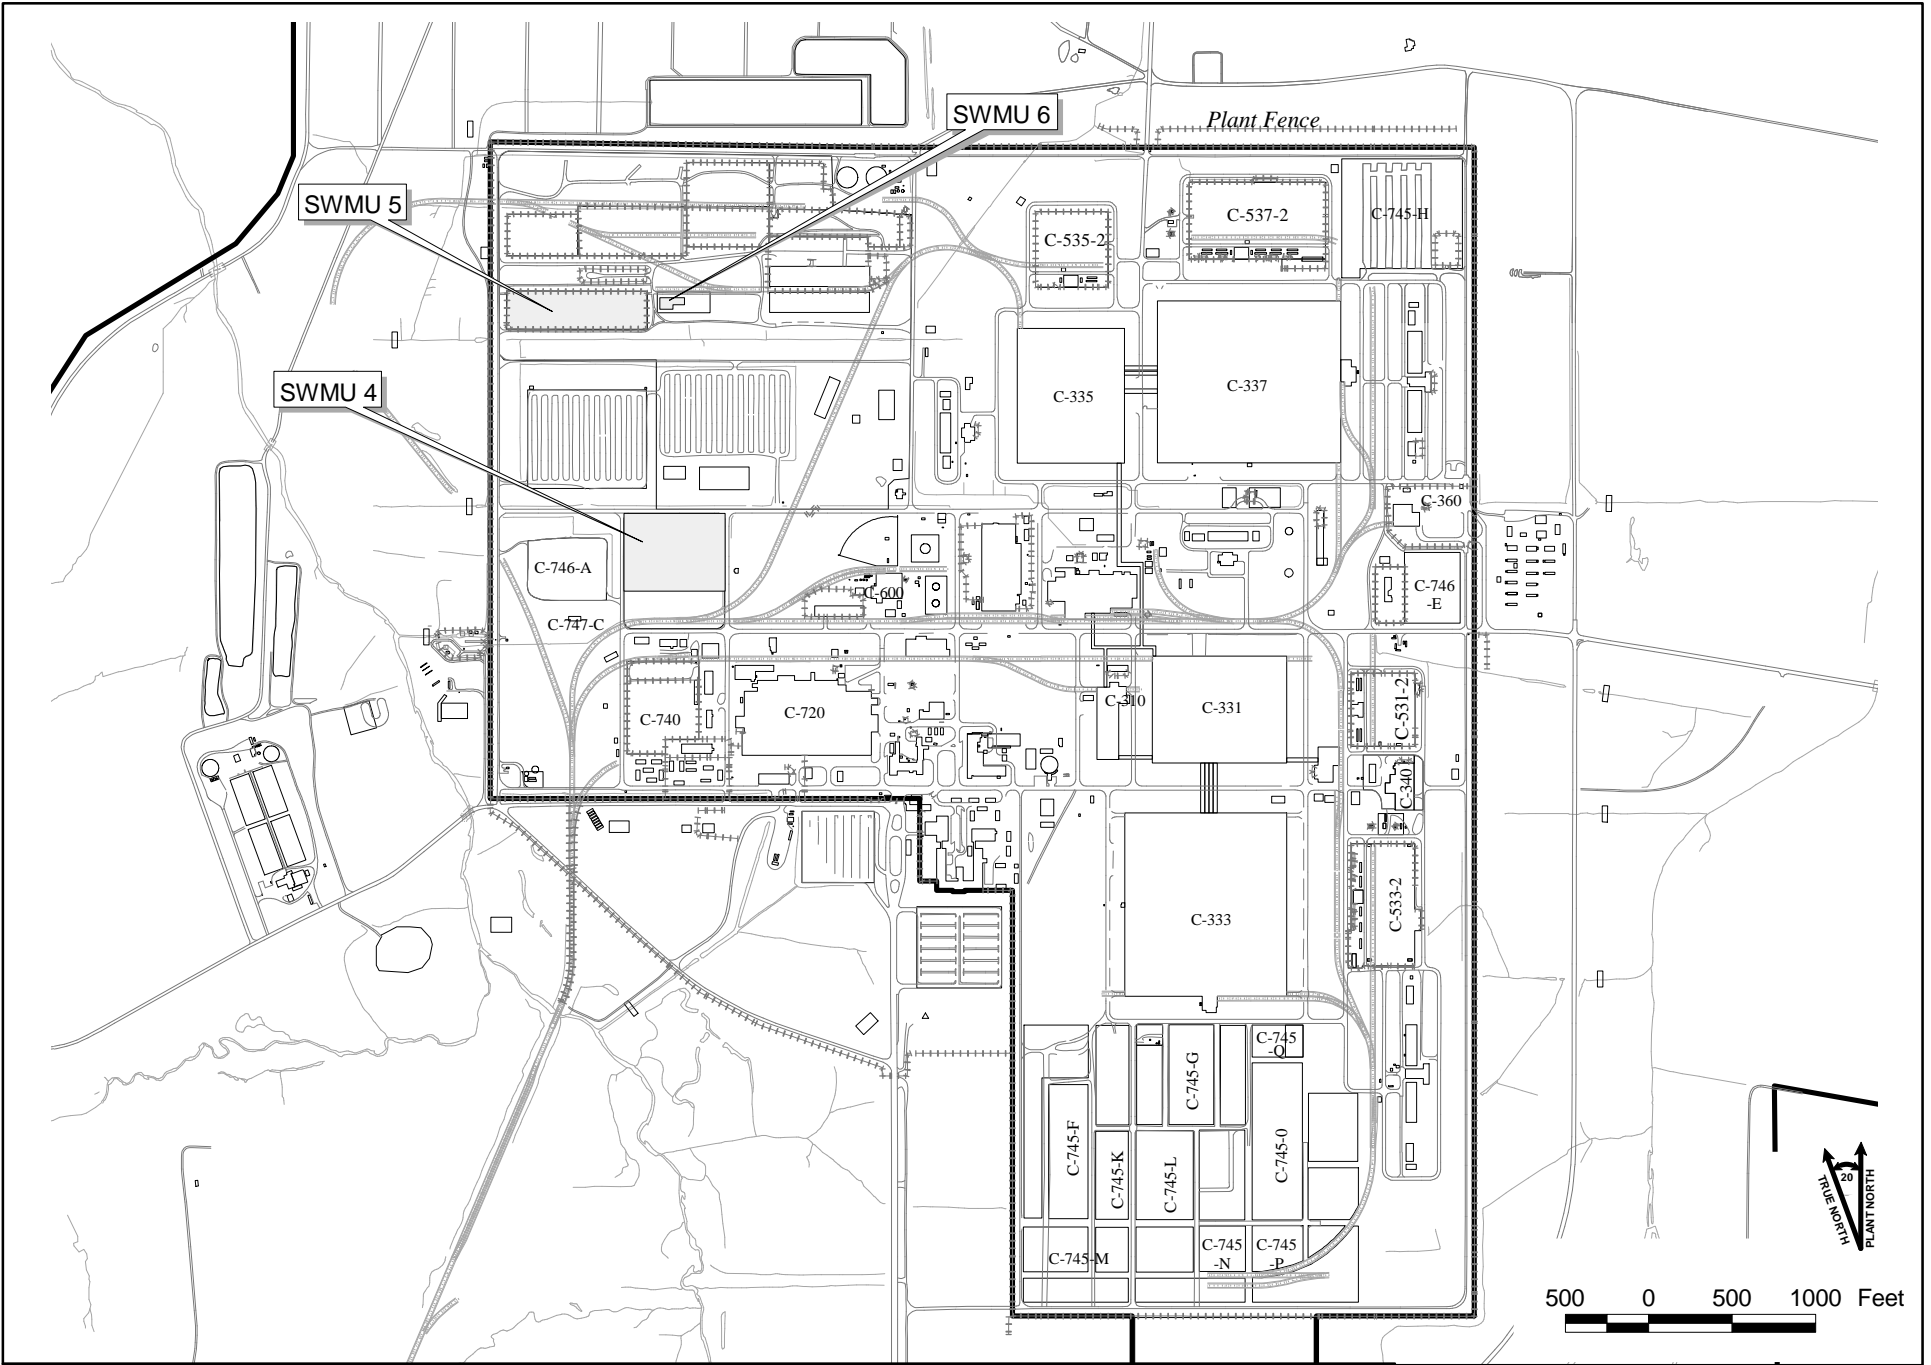 SWMU 6
Plant Fence
SWMU 5
C-537-2
C-745-H
C-535-2
SWMU 4
C-335
C-337
C-360
C-746-A
C-600
C-746
-E
C-747-C
C-740
C-720
C-310
C-331
C-531-2
C-340
C-333
C-533-2
C-745
-Q
C-745-G
C-745-F
C-745-K
C-745-L
C-745-0
C-745-M
C-745
-N
C-745
-P
20
TRUE NORTH
PLANT NORTH
500 0 500 1000 Feet